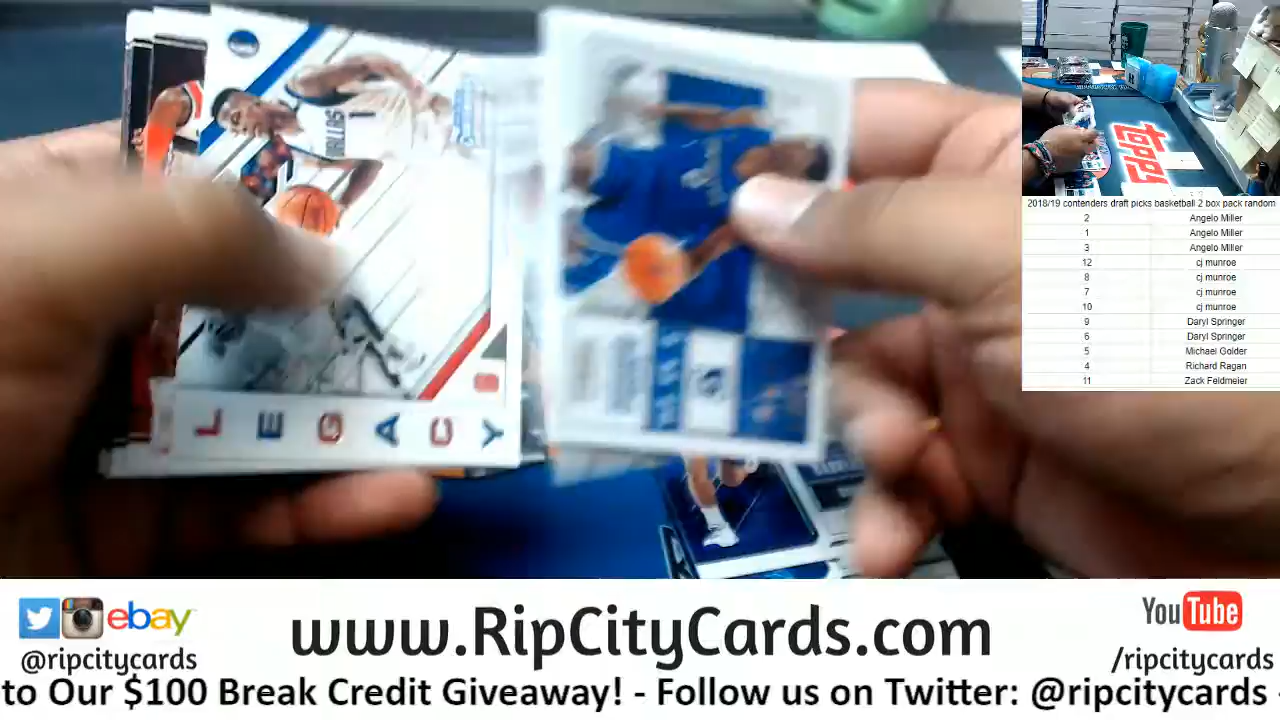 LEGACY
TOPPS
2018/19 contenders draft picks basketball 2 box pack random
2 Angelo Miller
1 Angelo Miller
3 Angelo Miller
12 cj munroe
8 cj munroe
7 cj munroe
10 cj munroe
9 Daryl Springer
6 Daryl Springer
5 Michael Golder
4 Richard Ragan
11 Zack Feldmeier
ebay
@ripcitycards
www.RipCityCards.com
YouTube
/ripcitycards
to Our $100 Break Credit Giveaway! - Follow us on Twitter: @ripcitycards -